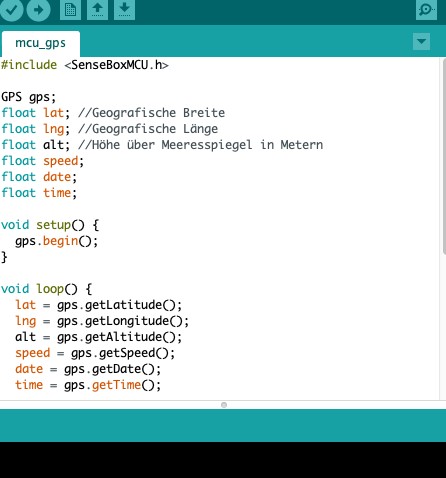 mcu_gps
#include <SenseBoxMCU.h>
GPS gps;
float lat; //Geografische Breite
float lng; //Geografische Länge
float alt; //Höhe über Meeresspiegel in Metern
float speed;
float date;
float time;
void setup() {
gps.begin();
}
void loop() {
lat = gps.getLatitude();
lng = gps.getLongitude();
alt = gps.getAltitude();
speed = gps.getSpeed();
date = gps.getDate();
time = gps.getTime();